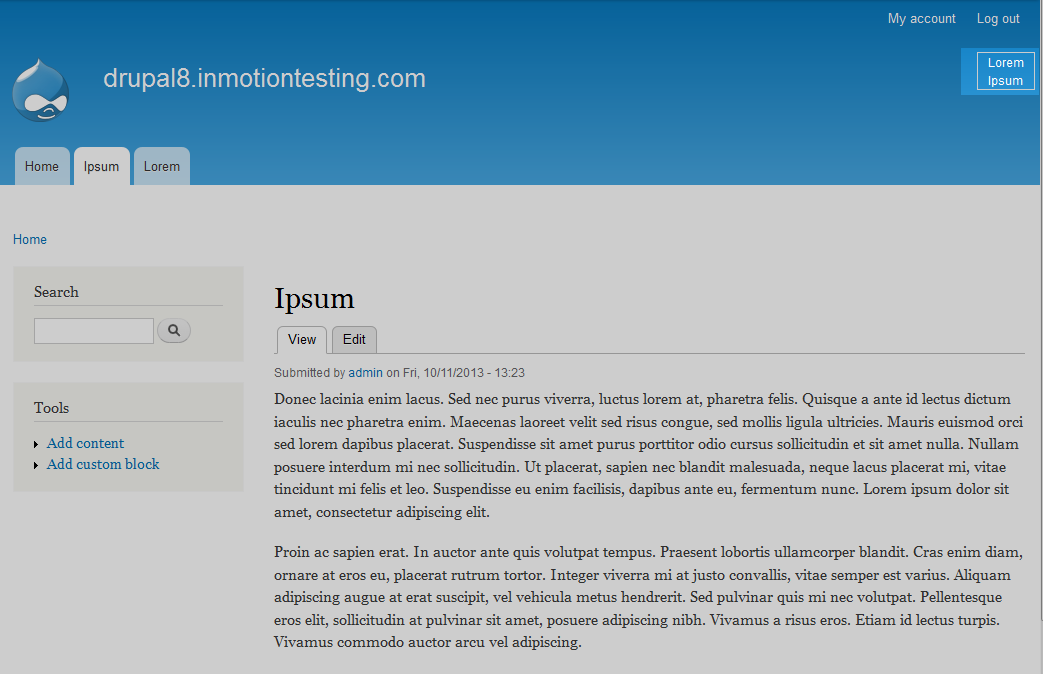 My account Log out
drupal8.inmotiontesting.com
Lorem
Ipsum
Home Ipsum Lorem
Home
Search
Tools
Add content
Add custom block
Ipsum
View Edit
Submitted by admin on Fri, 10/11/2013 - 13:23
Donec lacinia enim lacus. Sed nec purus viverra, luctus lorem at, pharetra felis. Quisque a ante id lectus dictum
iaculis nec pharetra enim. Maecenas laoreet velit sed risus congue, sed mollis ligula ultricies. Mauris euismod orci
sed lorem dapibus placerat. Suspendisse sit amet purus porttitor odio cursus sollicitudin et sit amet nulla. Nullam
posuere interdum mi nec sollicitudin. Ut placerat, sapien nec blandit malesuada, neque lacus placerat mi, vitae
tincidunt mi felis et leo. Suspendisse eu enim facilisis, dapibus ante eu, fermentum nunc. Lorem ipsum dolor sit
amet, consectetur adipiscing elit.
Proin ac sapien erat. In auctor ante quis volutpat tempus. Praesent lobortis ullamcorper blandit. Cras enim diam,
ornare at eros eu, placerat rutrum tortor. Integer viverra mi at justo convallis, vitae semper est varius. Aliquam
adipiscing augue at erat suscipit, vel vehicula metus hendrerit. Sed pulvinar quis mi nec volutpat. Pellentesque
eros elit, sollicitudin at pulvinar sit amet, posuere adipiscing nibh. Vivamus a risus eros. Etiam id lectus turpis.
Vivamus commodo auctor arcu vel adipiscing.